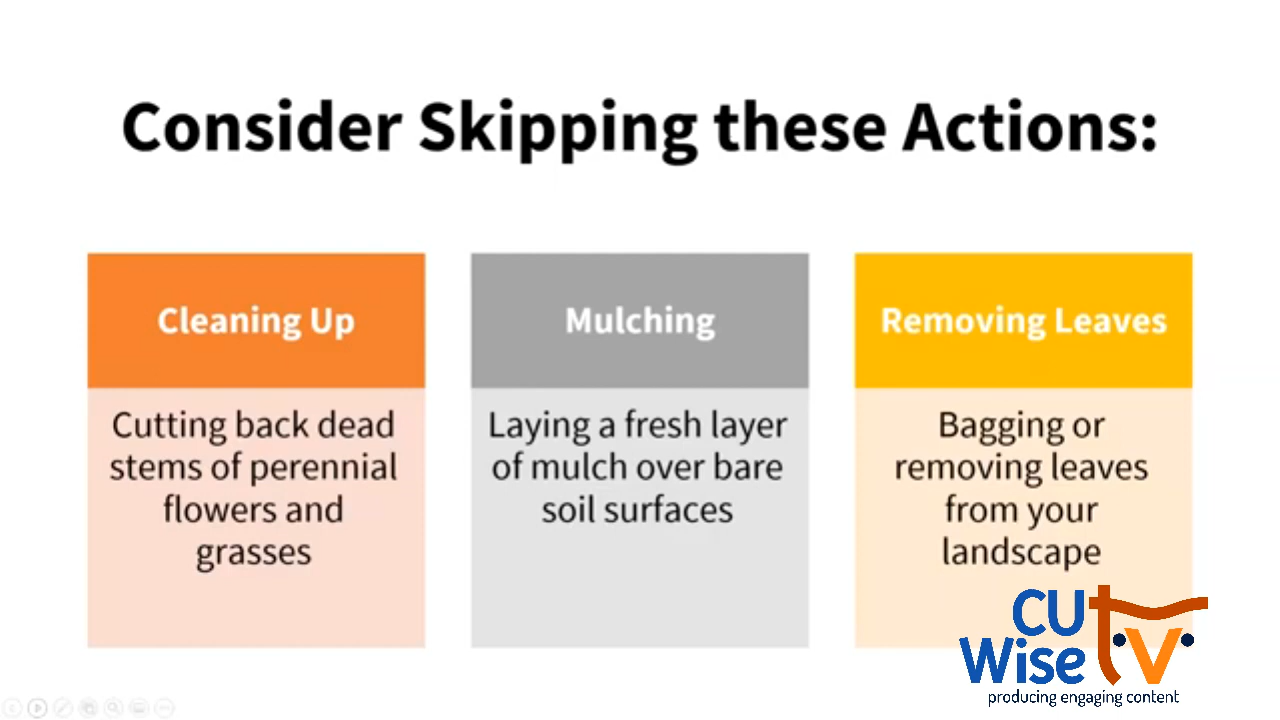 Consider Skipping these Actions:
Cleaning Up
Cutting back dead
stems of perennial
flowers and
grasses
Mulching
Laying a fresh layer
of mulch over bare
soil surfaces
Removing Leaves
Bagging or
removing leaves
from your
landscape
CU
Wise tv
producing engaging content